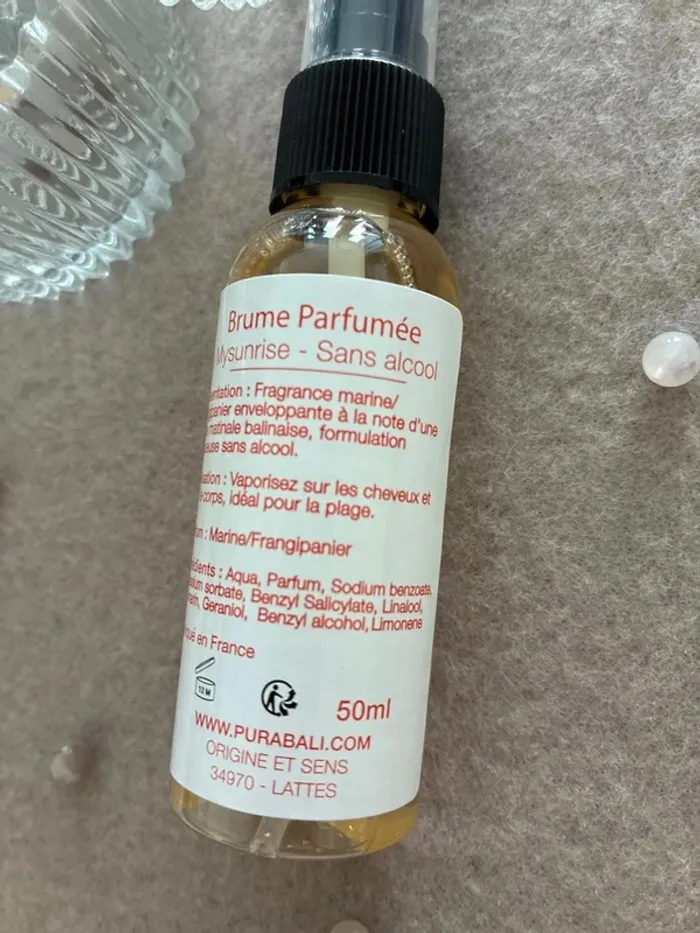 Brume Parfumée
Mysunrise - Sans alcool
: Fragrance marine/
enveloppante à la note d'une
matinale balinaise, formulation
sans alcool.
: Vaporisez sur les cheveux et
corps, idéal pour la plage.
: Marine/Frangipanier
: Aqua, Parfum, Sodium benzoate,
sorbate, Benzyl Salicylate, Linalool,
Geraniol, Benzyl alcohol, Limonene
en France
12 M
50ml
WWW.PURABALI.COM
ORIGINE ET SENS
34970 - LATTES